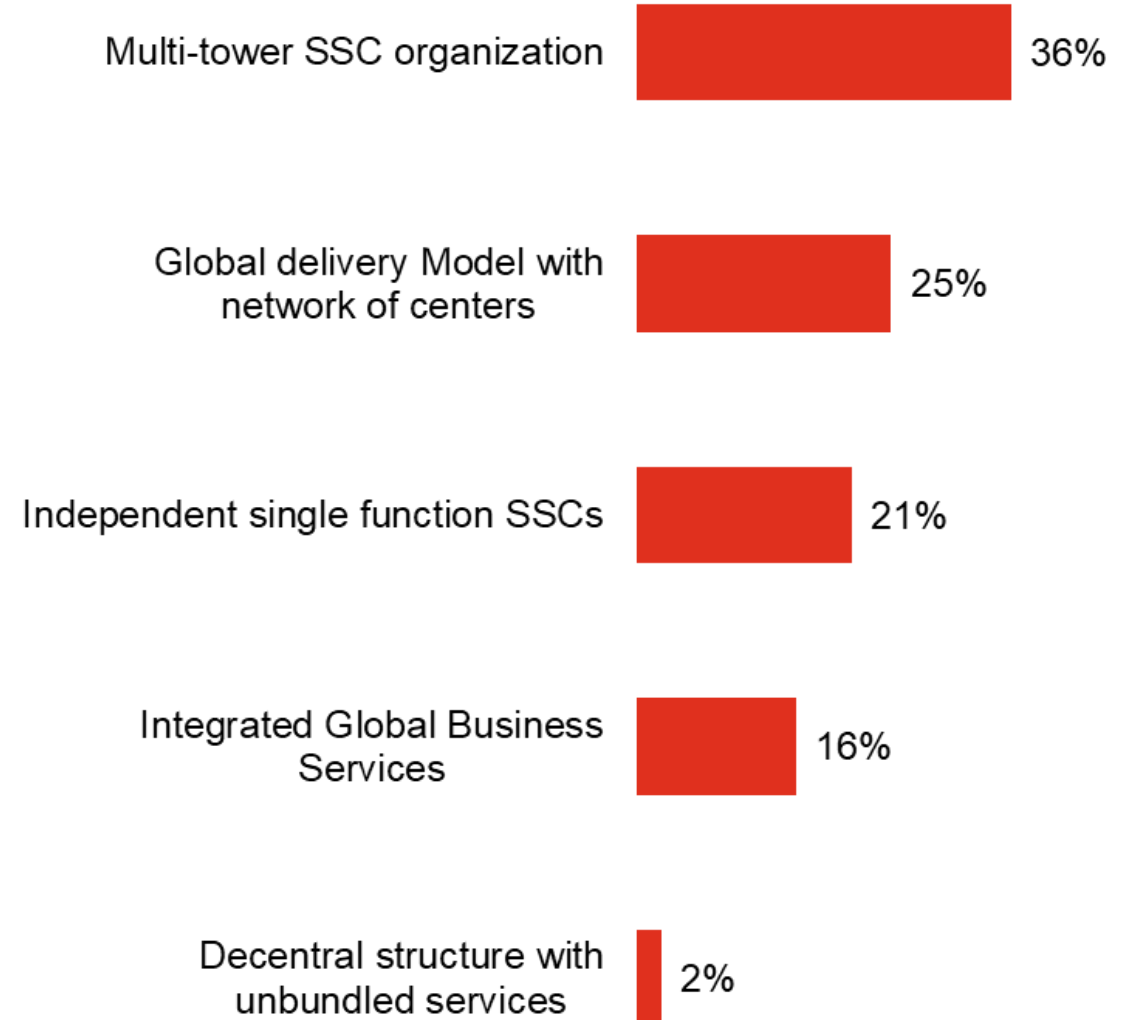 Multi-tower SSC organization
36%
Global delivery Model with
network of centers
25%
Independent single function SSCs
21%
Integrated Global Business
Services
16%
Decentral structure with
unbundled services
2%